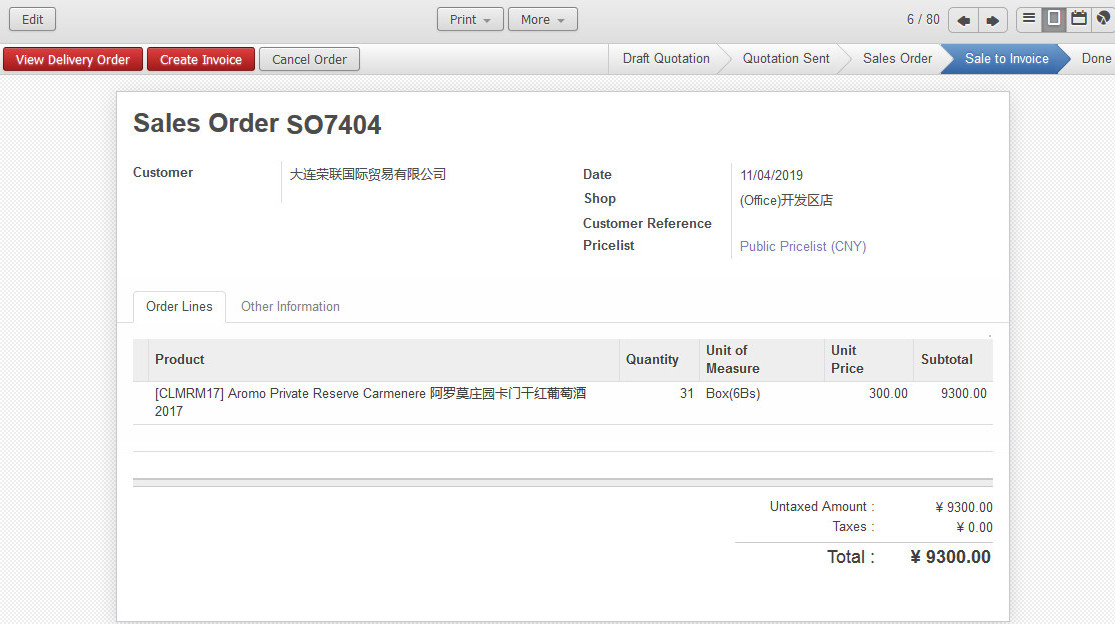 Edit
Print
More
6 / 80
View Delivery Order
Create Invoice
Cancel Order
Draft Quotation
Quotation Sent
Sales Order
Sale to Invoice
Done
Sales Order SO7404
Customer
大连荣联国际贸易有限公司
Date
11/04/2019
Shop
(Office)开发区店
Customer Reference
Pricelist
Public Pricelist (CNY)
Order Lines
Other Information
Product
Quantity
Unit of
Measure
Unit
Price
Subtotal
[CLMRM17] Aromo Private Reserve Carmenere 阿罗莫庄园卡门干红葡萄酒
2017
31
Box(6Bs)
300.00
9300.00
Untaxed Amount :
¥ 9300.00
Taxes :
¥ 0.00
Total :
¥ 9300.00